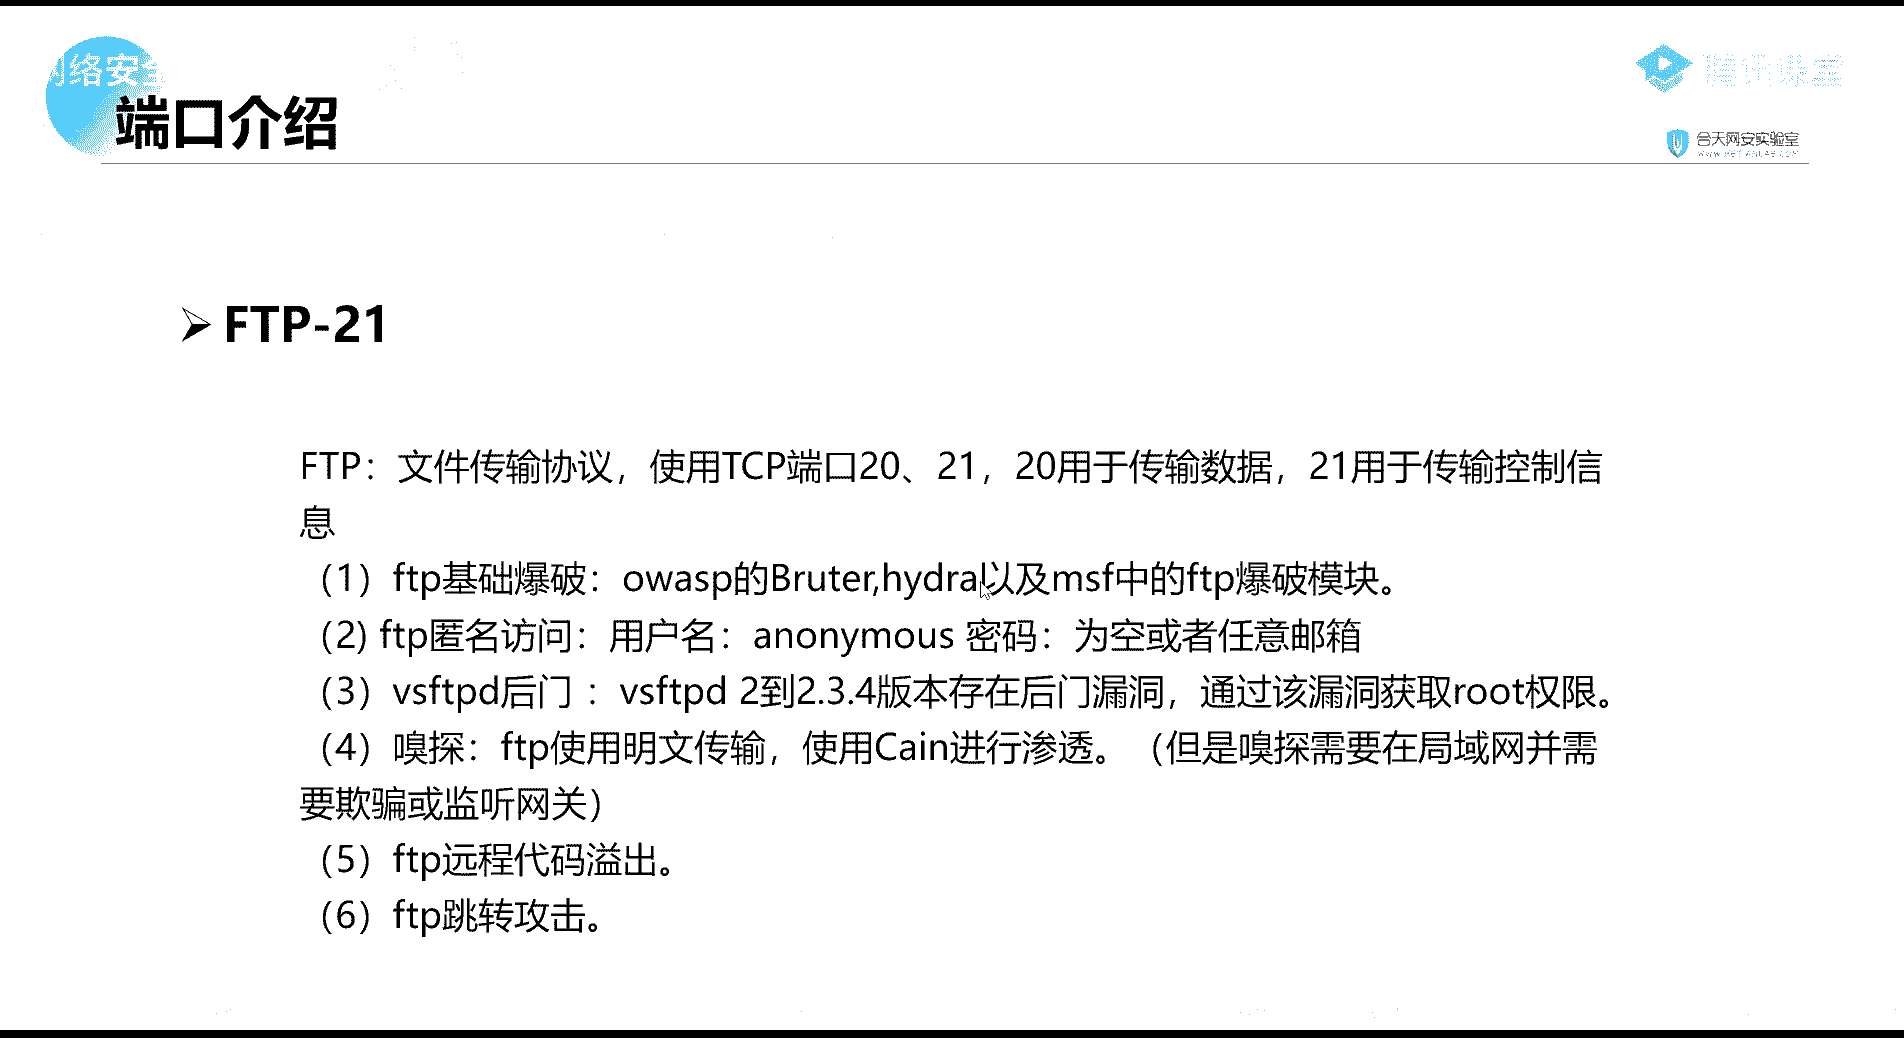 网络安全
端口介绍
腾讯课堂
合天网安实验室
➢ FTP-21
FTP：文件传输协议，使用TCP端口20、21，20用于传输数据，21用于传输控制信
息
（1）ftp基础爆破：owasp的Bruter,hydra以及msf中的ftp爆破模块。
（2) ftp匿名访问：用户名：anonymous 密码：为空或者任意邮箱
（3）vsftpd后门 ：vsftpd 2到2.3.4版本存在后门漏洞，通过该漏洞获取root权限。
（4）嗅探：ftp使用明文传输，使用Cain进行渗透。（但是嗅探需要在局域网并需
要欺骗或监听网关）
（5）ftp远程代码溢出。
（6）ftp跳转攻击。